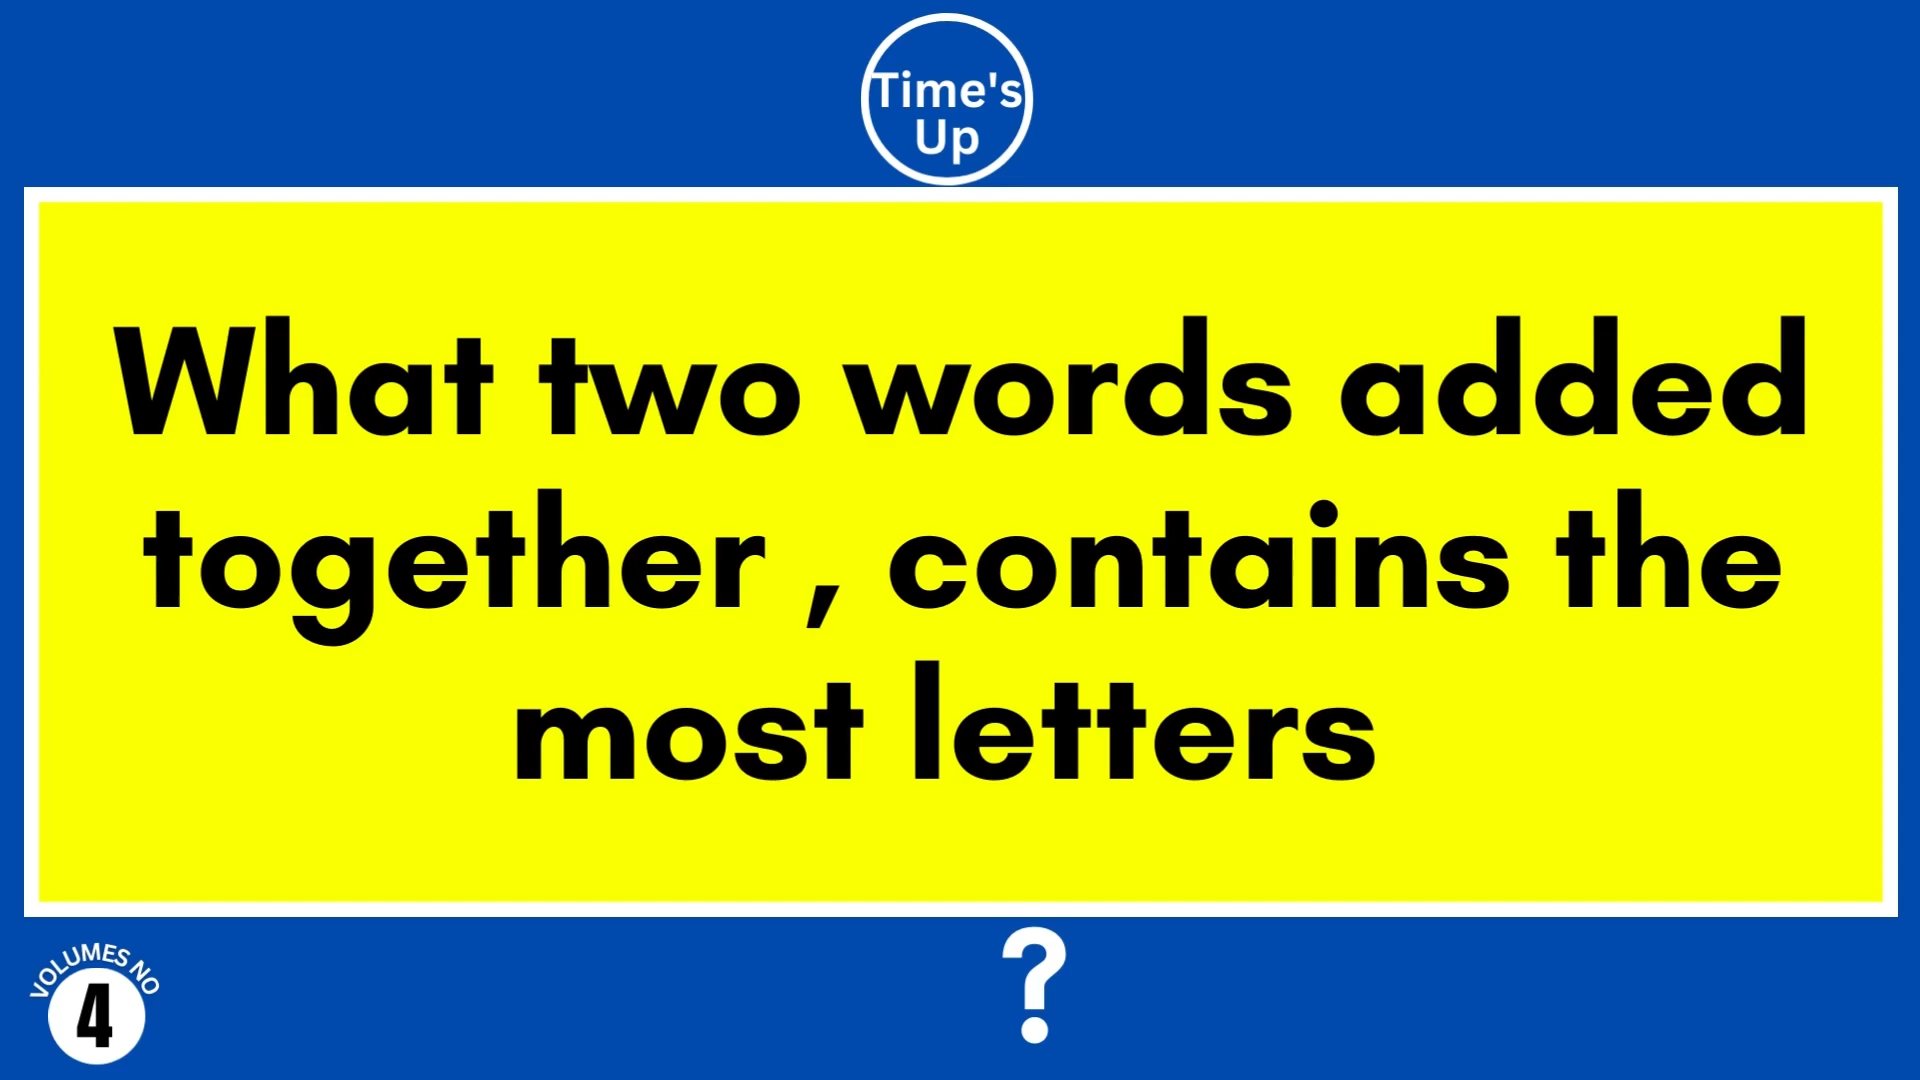 Time's
Up
What two words added
together , contains the
most letters
?
VOLUMES NO
4